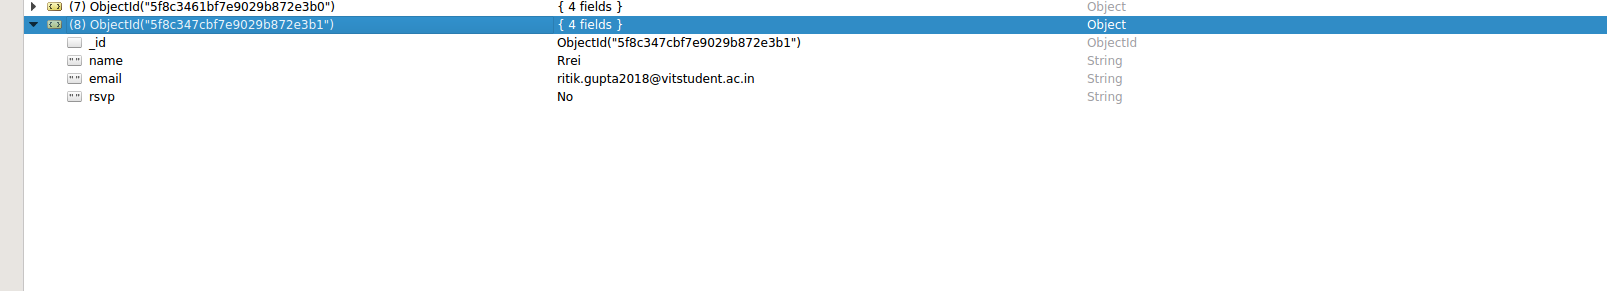 (7) ObjectId("5f8c3461bf7e9029b872e3b0") { 4 fields } Object
(8) ObjectId("5f8c347cbf7e9029b872e3b1") { 4 fields } Object
_id ObjectId("5f8c347cbf7e9029b872e3b1") ObjectId
"" name Rrei String
"" email ritik.gupta2018@vitstudent.ac.in String
"" rsvp No String